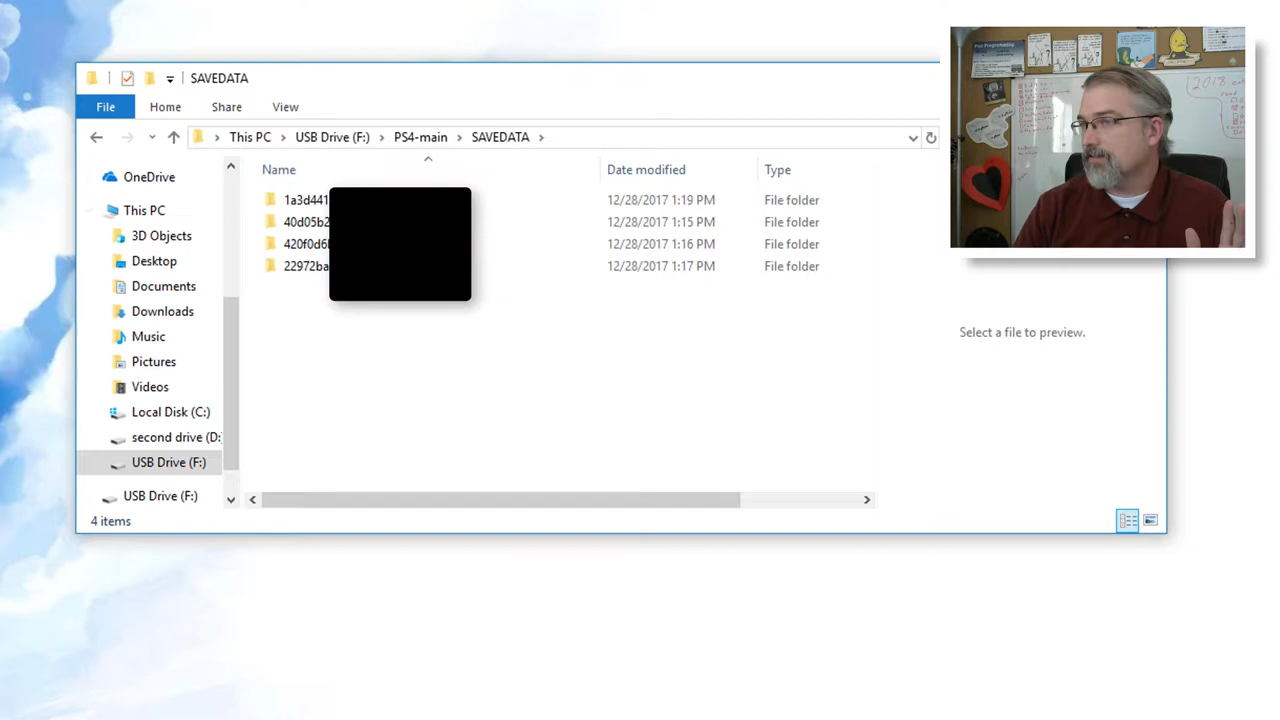 SAVEDATA
File Home Share View
This PC USB Drive (F:) PS4-main SAVEDATA
Name Date modified Type
OneDrive
This PC
3D Objects
Desktop
Documents
Downloads
Music
Pictures
Videos
Local Disk (C:)
second drive (D:
USB Drive (F:)
USB Drive (F:)
1a3d441 12/28/2017 1:19 PM File folder
40d05b2 12/28/2017 1:15 PM File folder
420f0d6 12/28/2017 1:16 PM File folder
22972ba 12/28/2017 1:17 PM File folder
Select a file to preview.
4 items
Pair Programming
2018